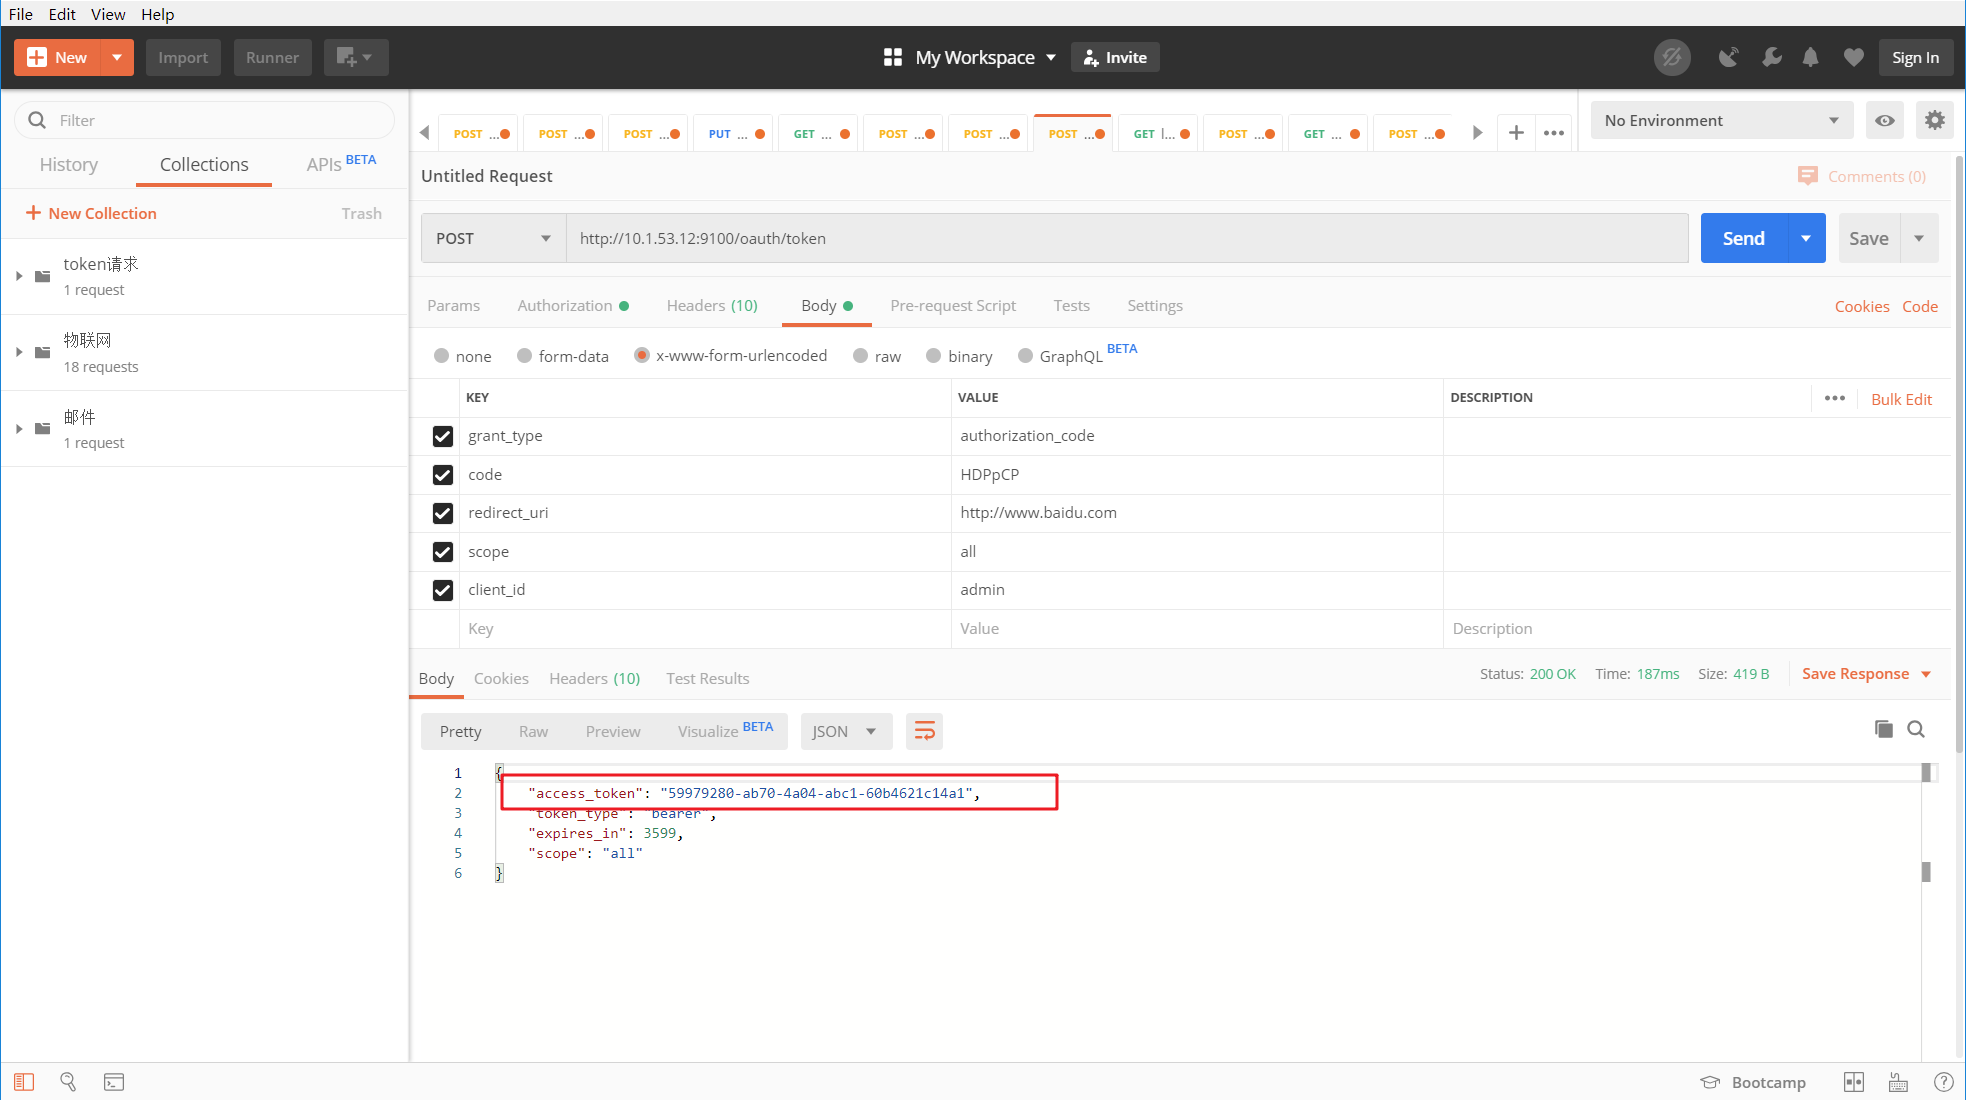 File Edit View Help
New Import Runner My Workspace Invite Sign In
Filter
History Collections APIs BETA
New Collection Trash
token请求
1 request
物联网
18 requests
邮件
1 request
POST ... POST ... POST ... PUT ... GET ... POST ... POST ... POST ... GET |... POST ... GET ... POST ...
No Environment
Untitled Request Comments (0)
POST http://10.1.53.12:9100/oauth/token Send Save
Params Authorization Headers (10) Body Pre-request Script Tests Settings Cookies Code
none form-data x-www-form-urlencoded raw binary GraphQL BETA
KEY VALUE DESCRIPTION ••• Bulk Edit
grant_type authorization_code
code HDPpCP
redirect_uri http://www.baidu.com
scope all
client_id admin
Key Value Description
Body Cookies Headers (10) Test Results Status: 200 OK Time: 187ms Size: 419 B Save Response
Pretty Raw Preview Visualize BETA JSON
1 {
2 "access_token": "59979280-ab70-4a04-abc1-60b4621c14a1",
3 "token_type": "bearer",
4 "expires_in": 3599,
5 "scope": "all"
6 }
Bootcamp